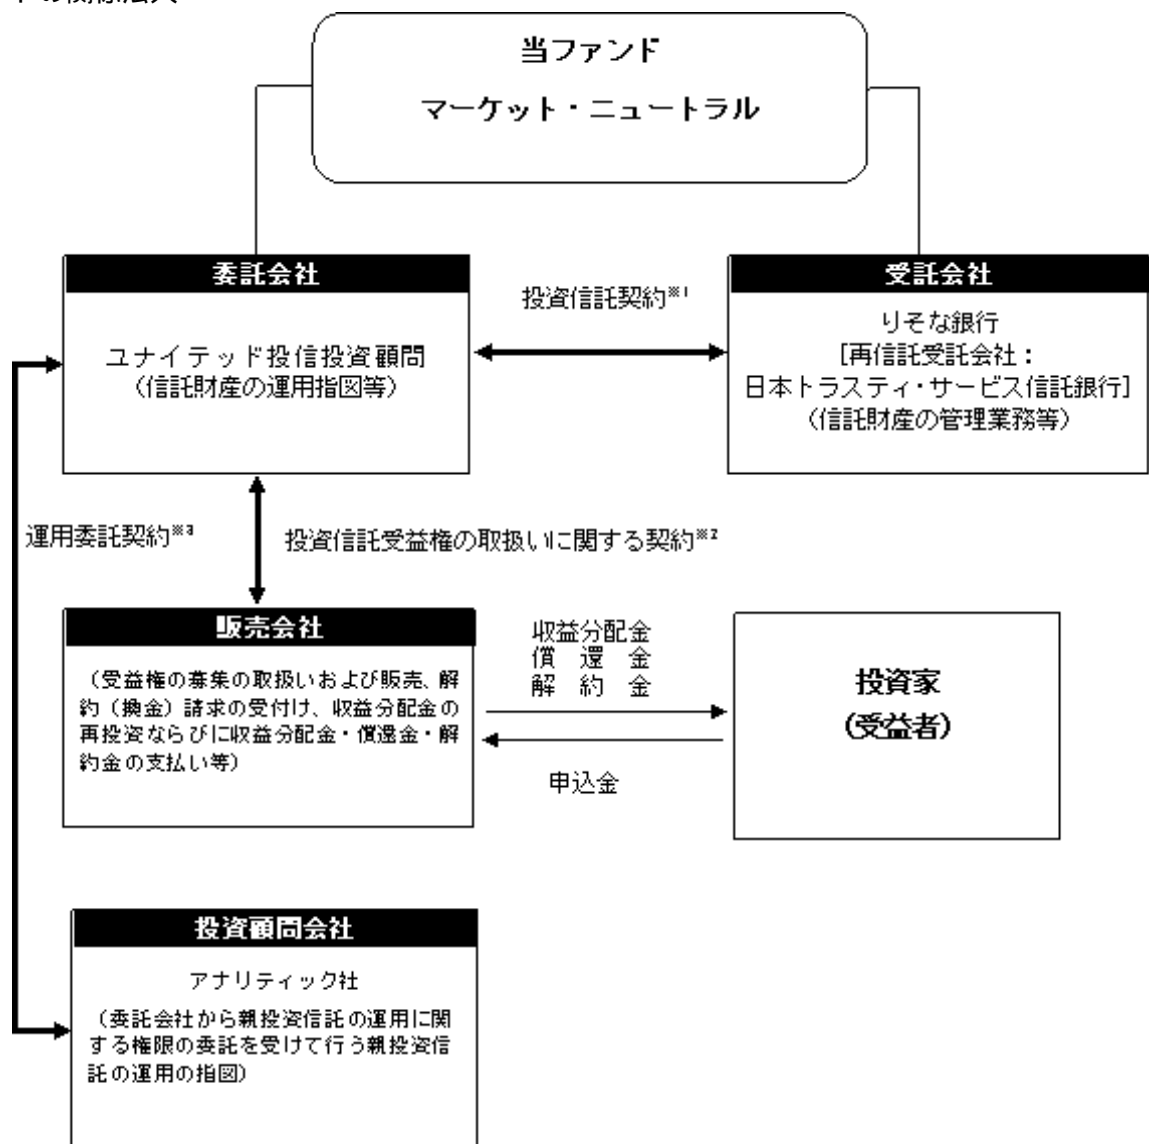 当ファンド
マーケット・ニュートラル
委託会社
ユナイテッド投信投資顧問
（信託財産の運用指図等）
投資信託契約※1
受託会社
りそな銀行
［再信託受託会社：
日本トラスティ・サービス信託銀行］
（信託財産の管理業務等）
運用委託契約※3
投資信託受益権の取扱いに関する契約※2
販売会社
（受益権の募集の取扱いおよび販売、解
約（換金）請求の受付け、収益分配金の
再投資ならびに収益分配金・償還金・解
約金の支払い等）
収益分配金
償　還　金
解　約　金
申込金
投資家
（受益者）
投資顧問会社
アナリティック社
（委託会社から親投資信託の運用に関
する権限の委託を受けて行う親投資信
託の運用の指図）